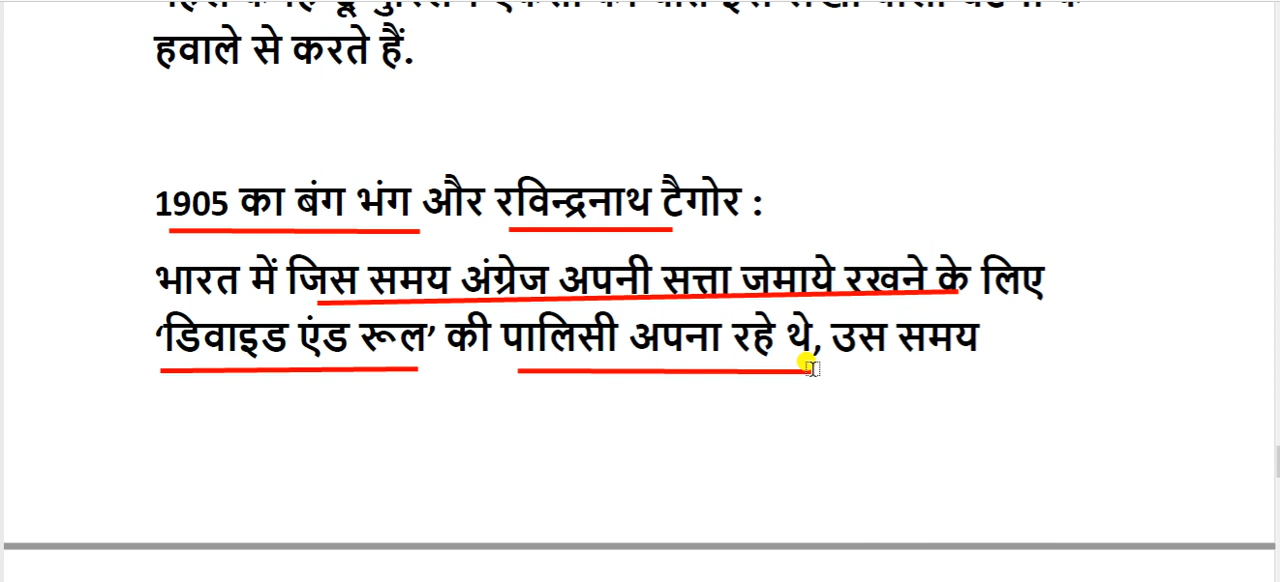 हवाले से करते हैं.
1905 का बंग भंग और रविन्द्रनाथ टैगोर :
भारत में जिस समय अंग्रेज अपनी सत्ता जमाये रखने के लिए
‘डिवाइड एंड रूल’ की पालिसी अपना रहे थे, उस समय